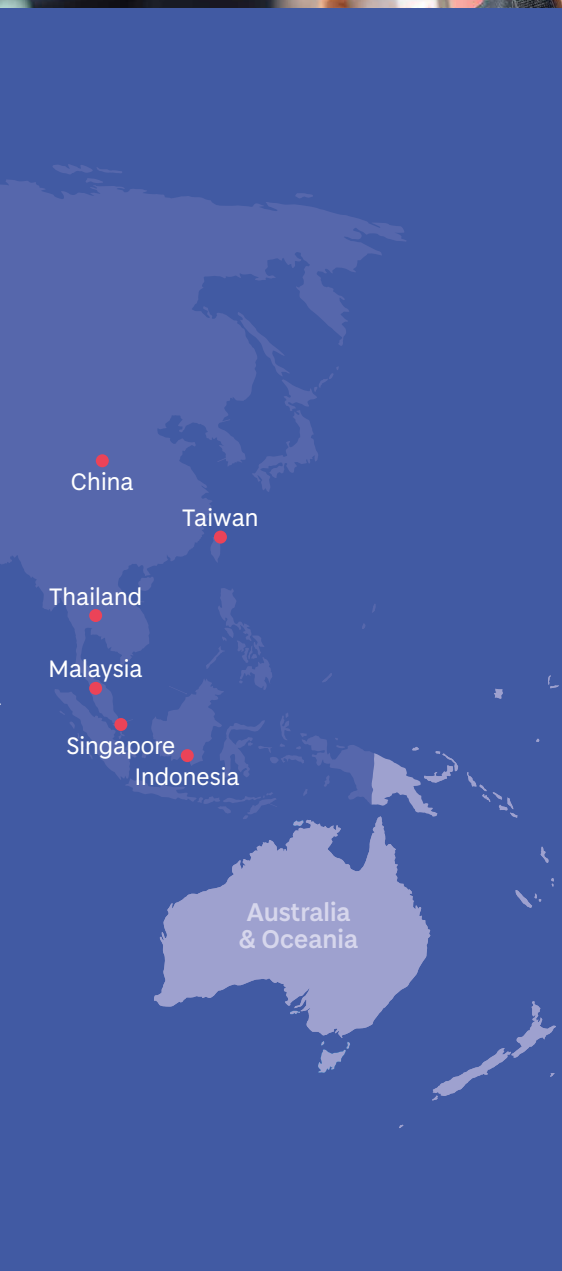 China
Taiwan
Thailand
Malaysia
Singapore
Indonesia
Australia
& Oceania